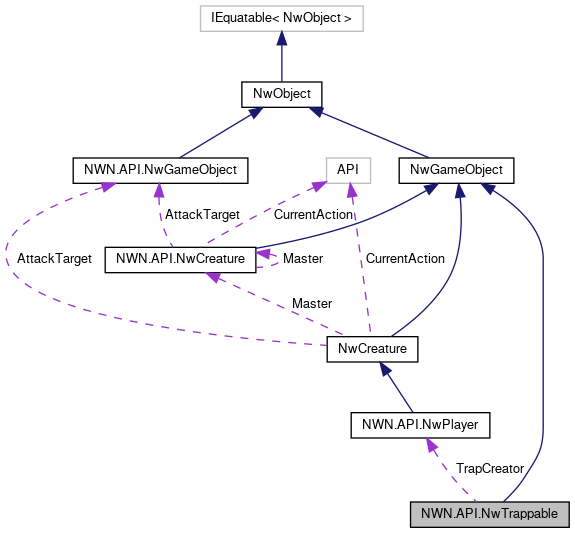 IEquatable< NwObject >
NwObject
NWN.API.NwGameObject
API
NwGameObject
AttackTarget
CurrentAction
AttackTarget
NWN.API.NwCreature
Master
CurrentAction
Master
NwCreature
NWN.API.NwPlayer
TrapCreator
NWN.API.NwTrappable